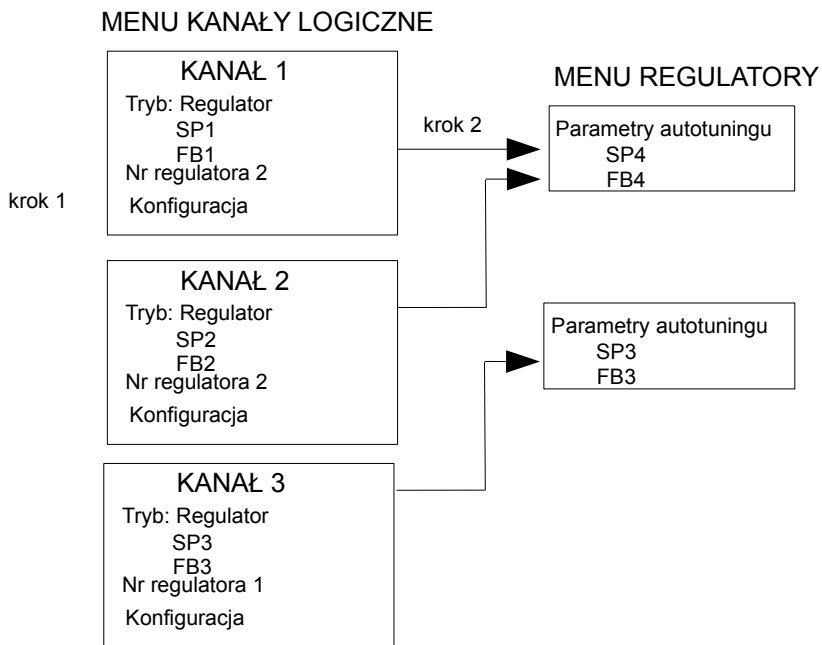 MENU KANAŁY LOGICZNE
KANAŁ 1
Tryb: Regulator
SP1
FB1
Nr regulatora 2
Konfiguracja
krok 1
krok 2
MENU REGULATORY
Parametry autotuningu
SP4
FB4
KANAŁ 2
Tryb: Regulator
SP2
FB2
Nr regulatora 2
Konfiguracja
Parametry autotuningu
SP3
FB3
KANAŁ 3
Tryb: Regulator
SP3
FB3
Nr regulatora 1
Konfiguracja